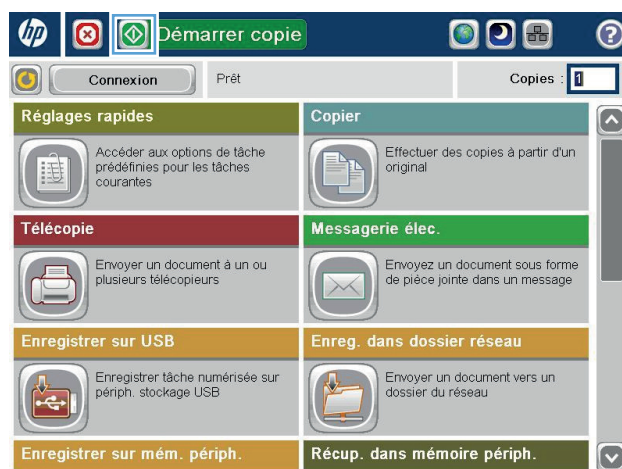 hp
Démarrer copie
?
Connexion
Prêt
Copies : 1
Réglages rapides
Accéder aux options de tâche
prédéfinies pour les tâches
courantes
Copier
Effectuer des copies à partir d'un
original
Télécopie
Envoyer un document à un ou
plusieurs télécopieurs
Messagerie élec.
Envoyez un document sous forme
de pièce jointe dans un message
Enregistrer sur USB
Enregistrer tâche numérisée sur
périph. stockage USB
Enreg. dans dossier réseau
Envoyer un document vers un
dossier du réseau
Enregistrer sur mém. périph.
Récup. dans mémoire périph.